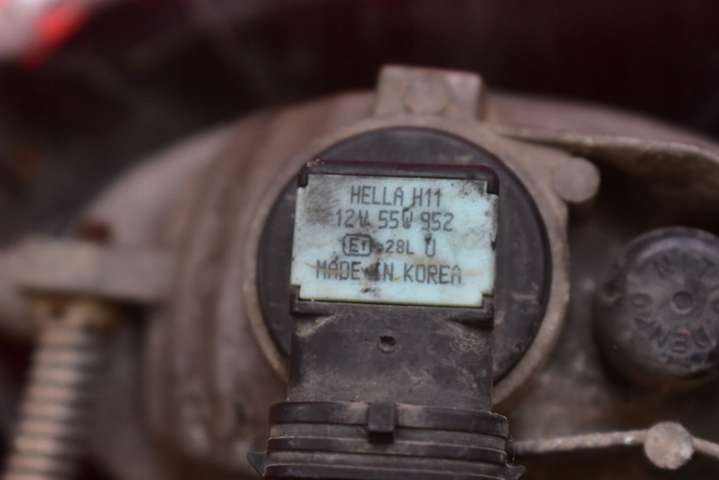 HELLA H11
12V 55W 952
E1 28L U
MADE IN KOREA